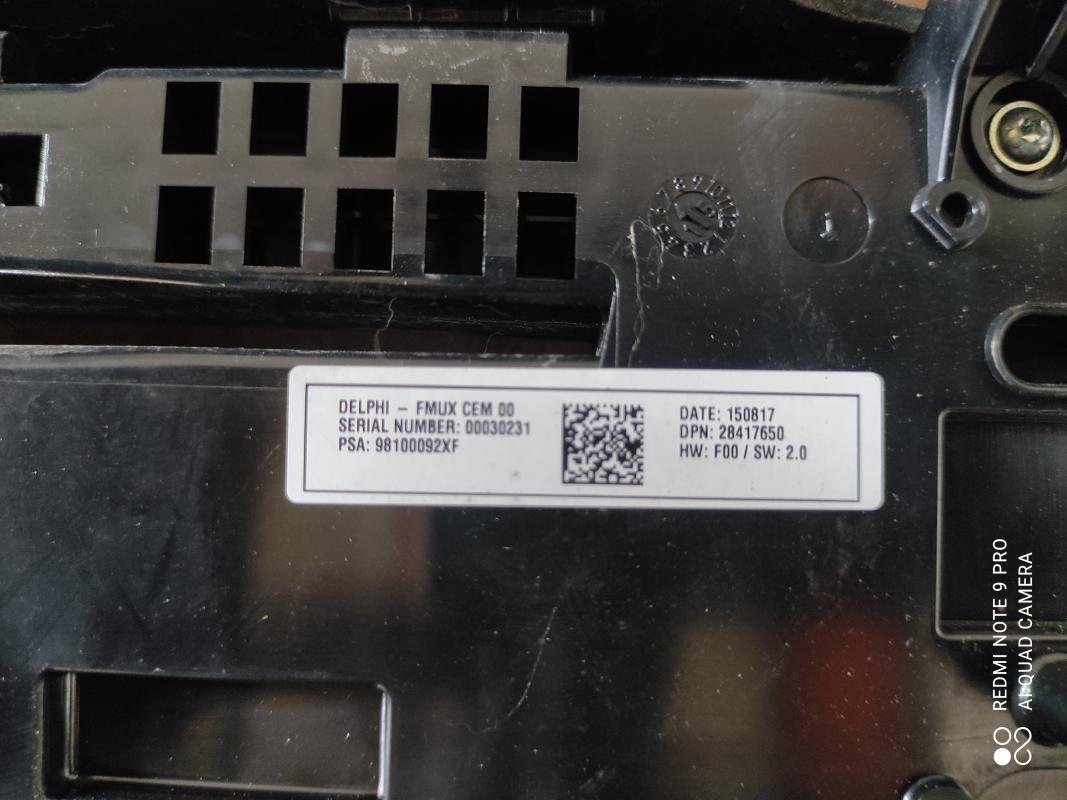 DELPHI – FMUX CEM 00
SERIAL NUMBER: 00030231
PSA: 98100092XF
DATE: 150817
DPN: 28417650
HW: F00 / SW: 2.0
REDMI NOTE 9 PRO
AI QUAD CAMERA